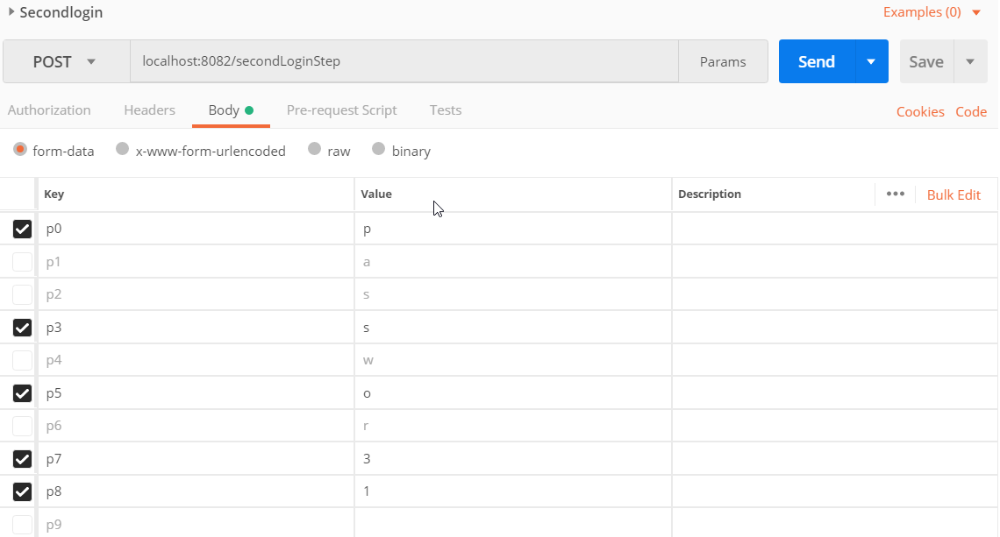 Secondlogin Examples (0)
POST localhost:8082/secondLoginStep Params Send Save
Authorization Headers Body Pre-request Script Tests Cookies Code
form-data x-www-form-urlencoded raw binary
Key Value Description ••• Bulk Edit
p0 p
p1 a
p2 s
p3 s
p4 w
p5 o
p6 r
p7 3
p8 1
p9